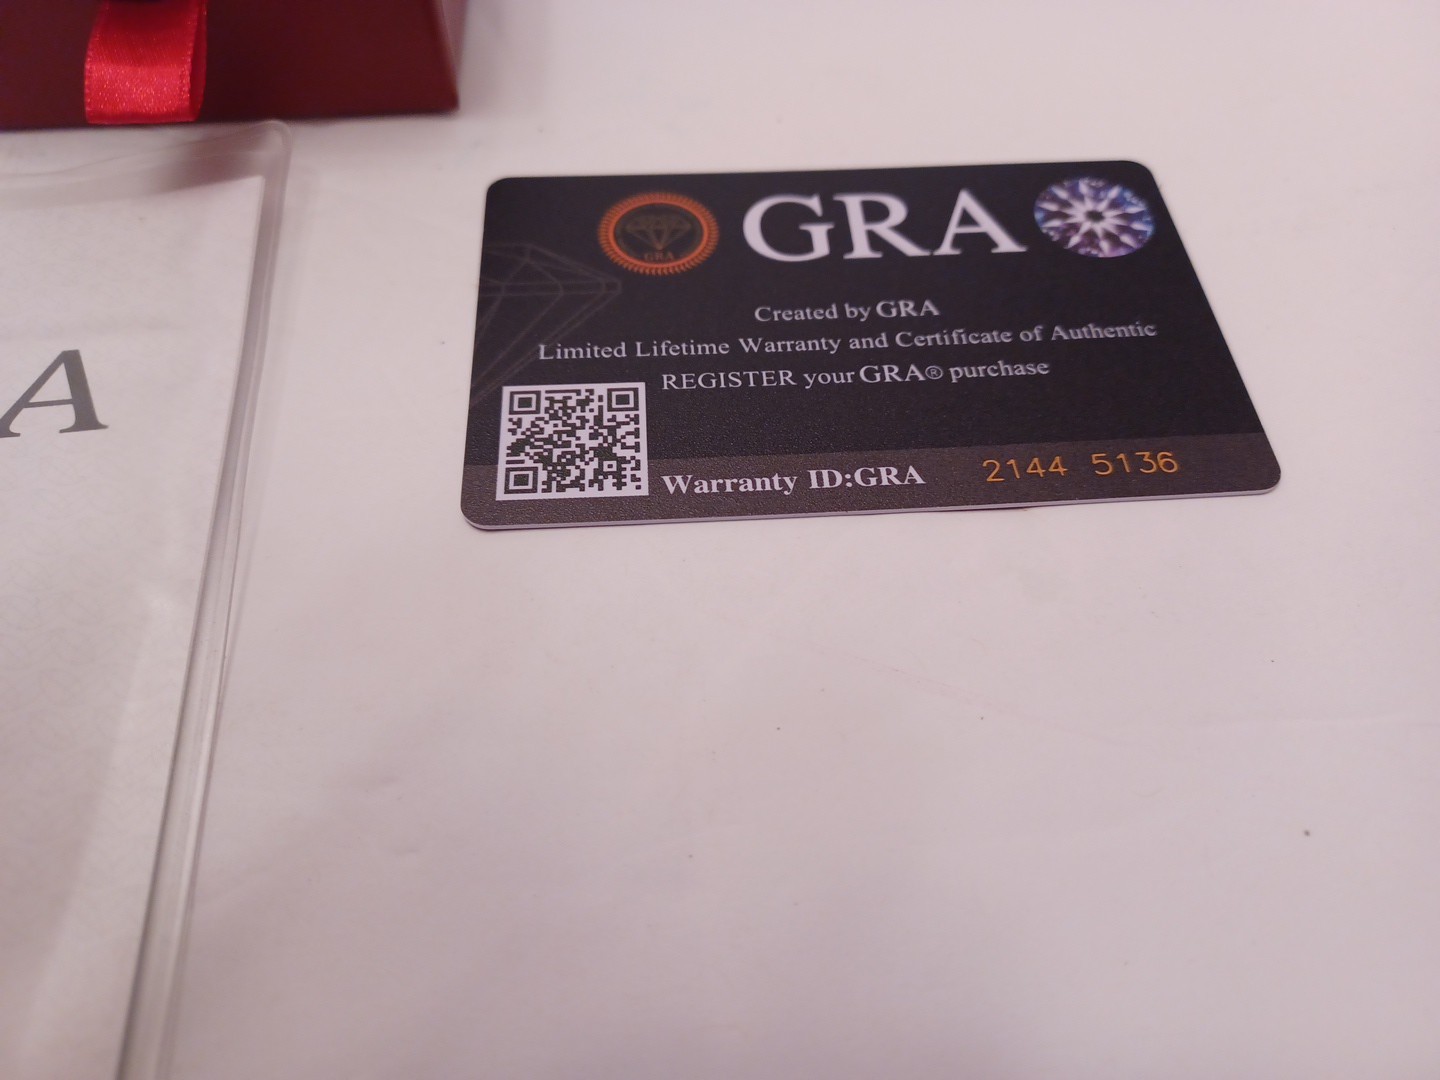 GRA
GRA
Created by GRA
Limited Lifetime Warranty and Certificate of Authentic
REGISTER your GRA® purchase
Warranty ID:GRA 2144 5136
A